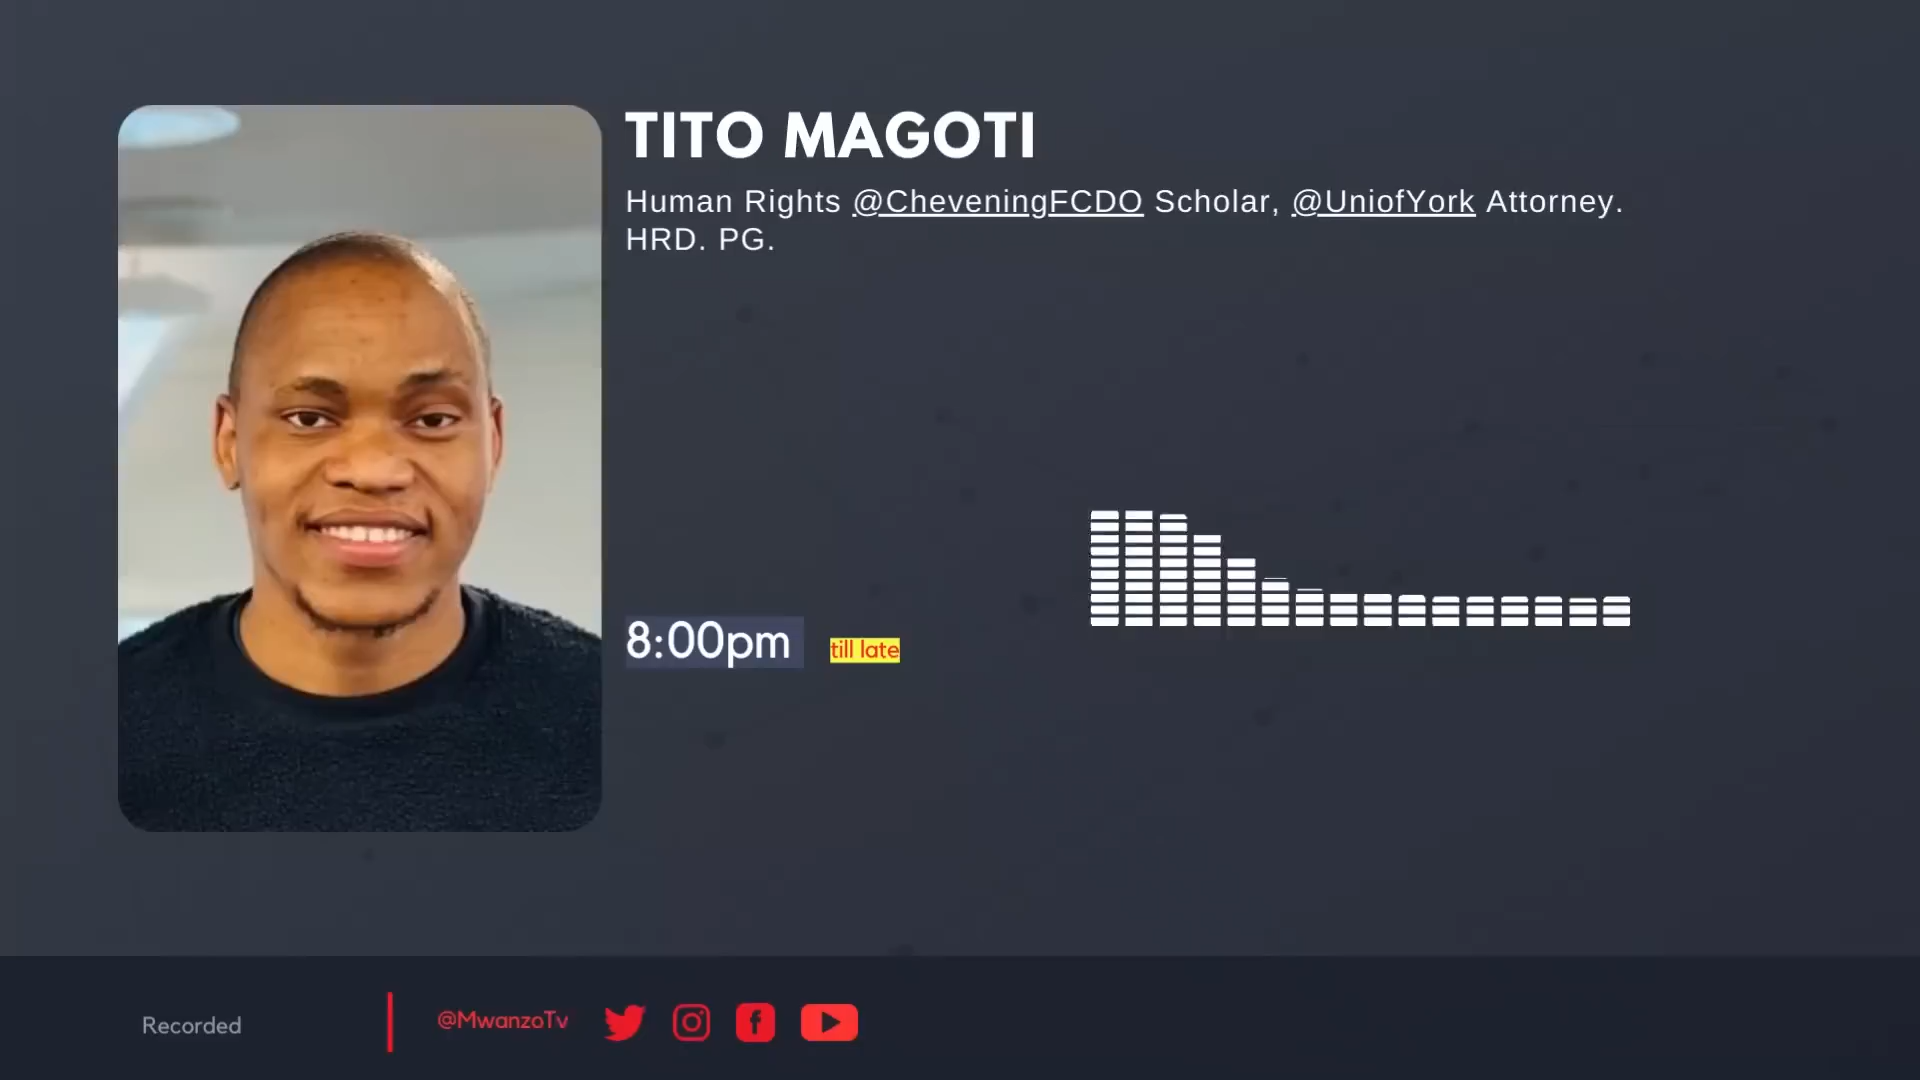 TITO MAGOTI
Human Rights @CheveningFCDO Scholar, @UniofYork Attorney.
HRD. PG.
8:00pm till late
Recorded @MwanzoTv